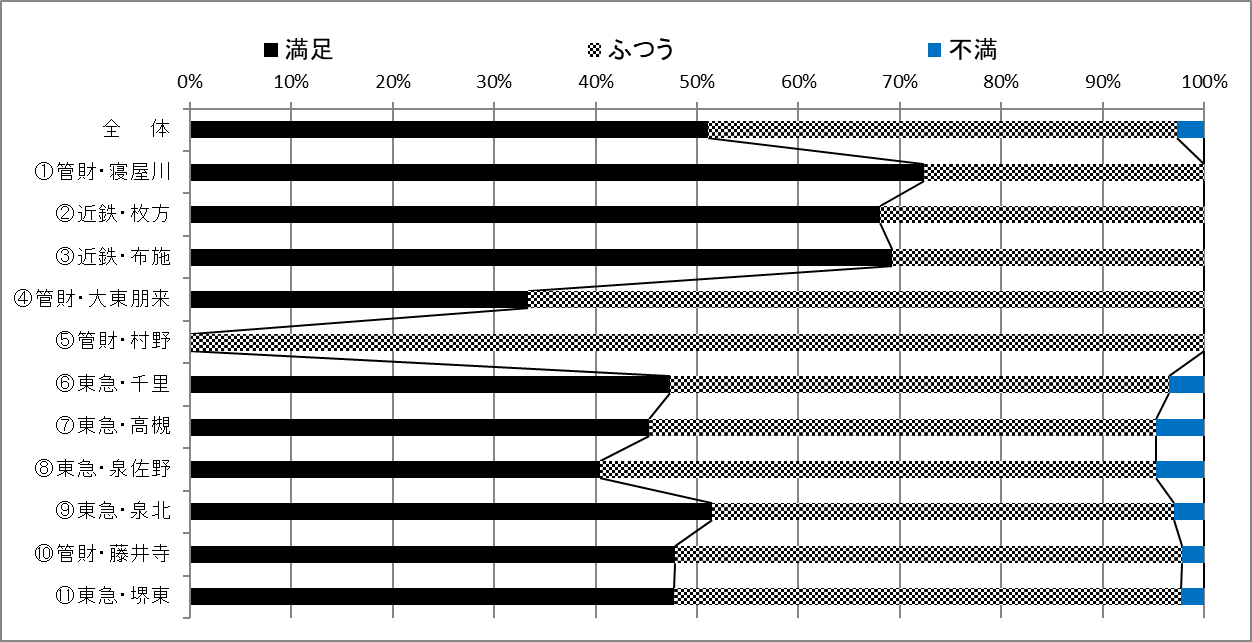 満足 ふつう 不満
0% 10% 20% 30% 40% 50% 60% 70% 80% 90% 100%
全 体
①管財・寝屋川
②近鉄・枚方
③近鉄・布施
④管財・大東朋来
⑤管財・村野
⑥東急・千里
⑦東急・高槻
⑧東急・泉佐野
⑨東急・泉北
⑩管財・藤井寺
⑪東急・堺東